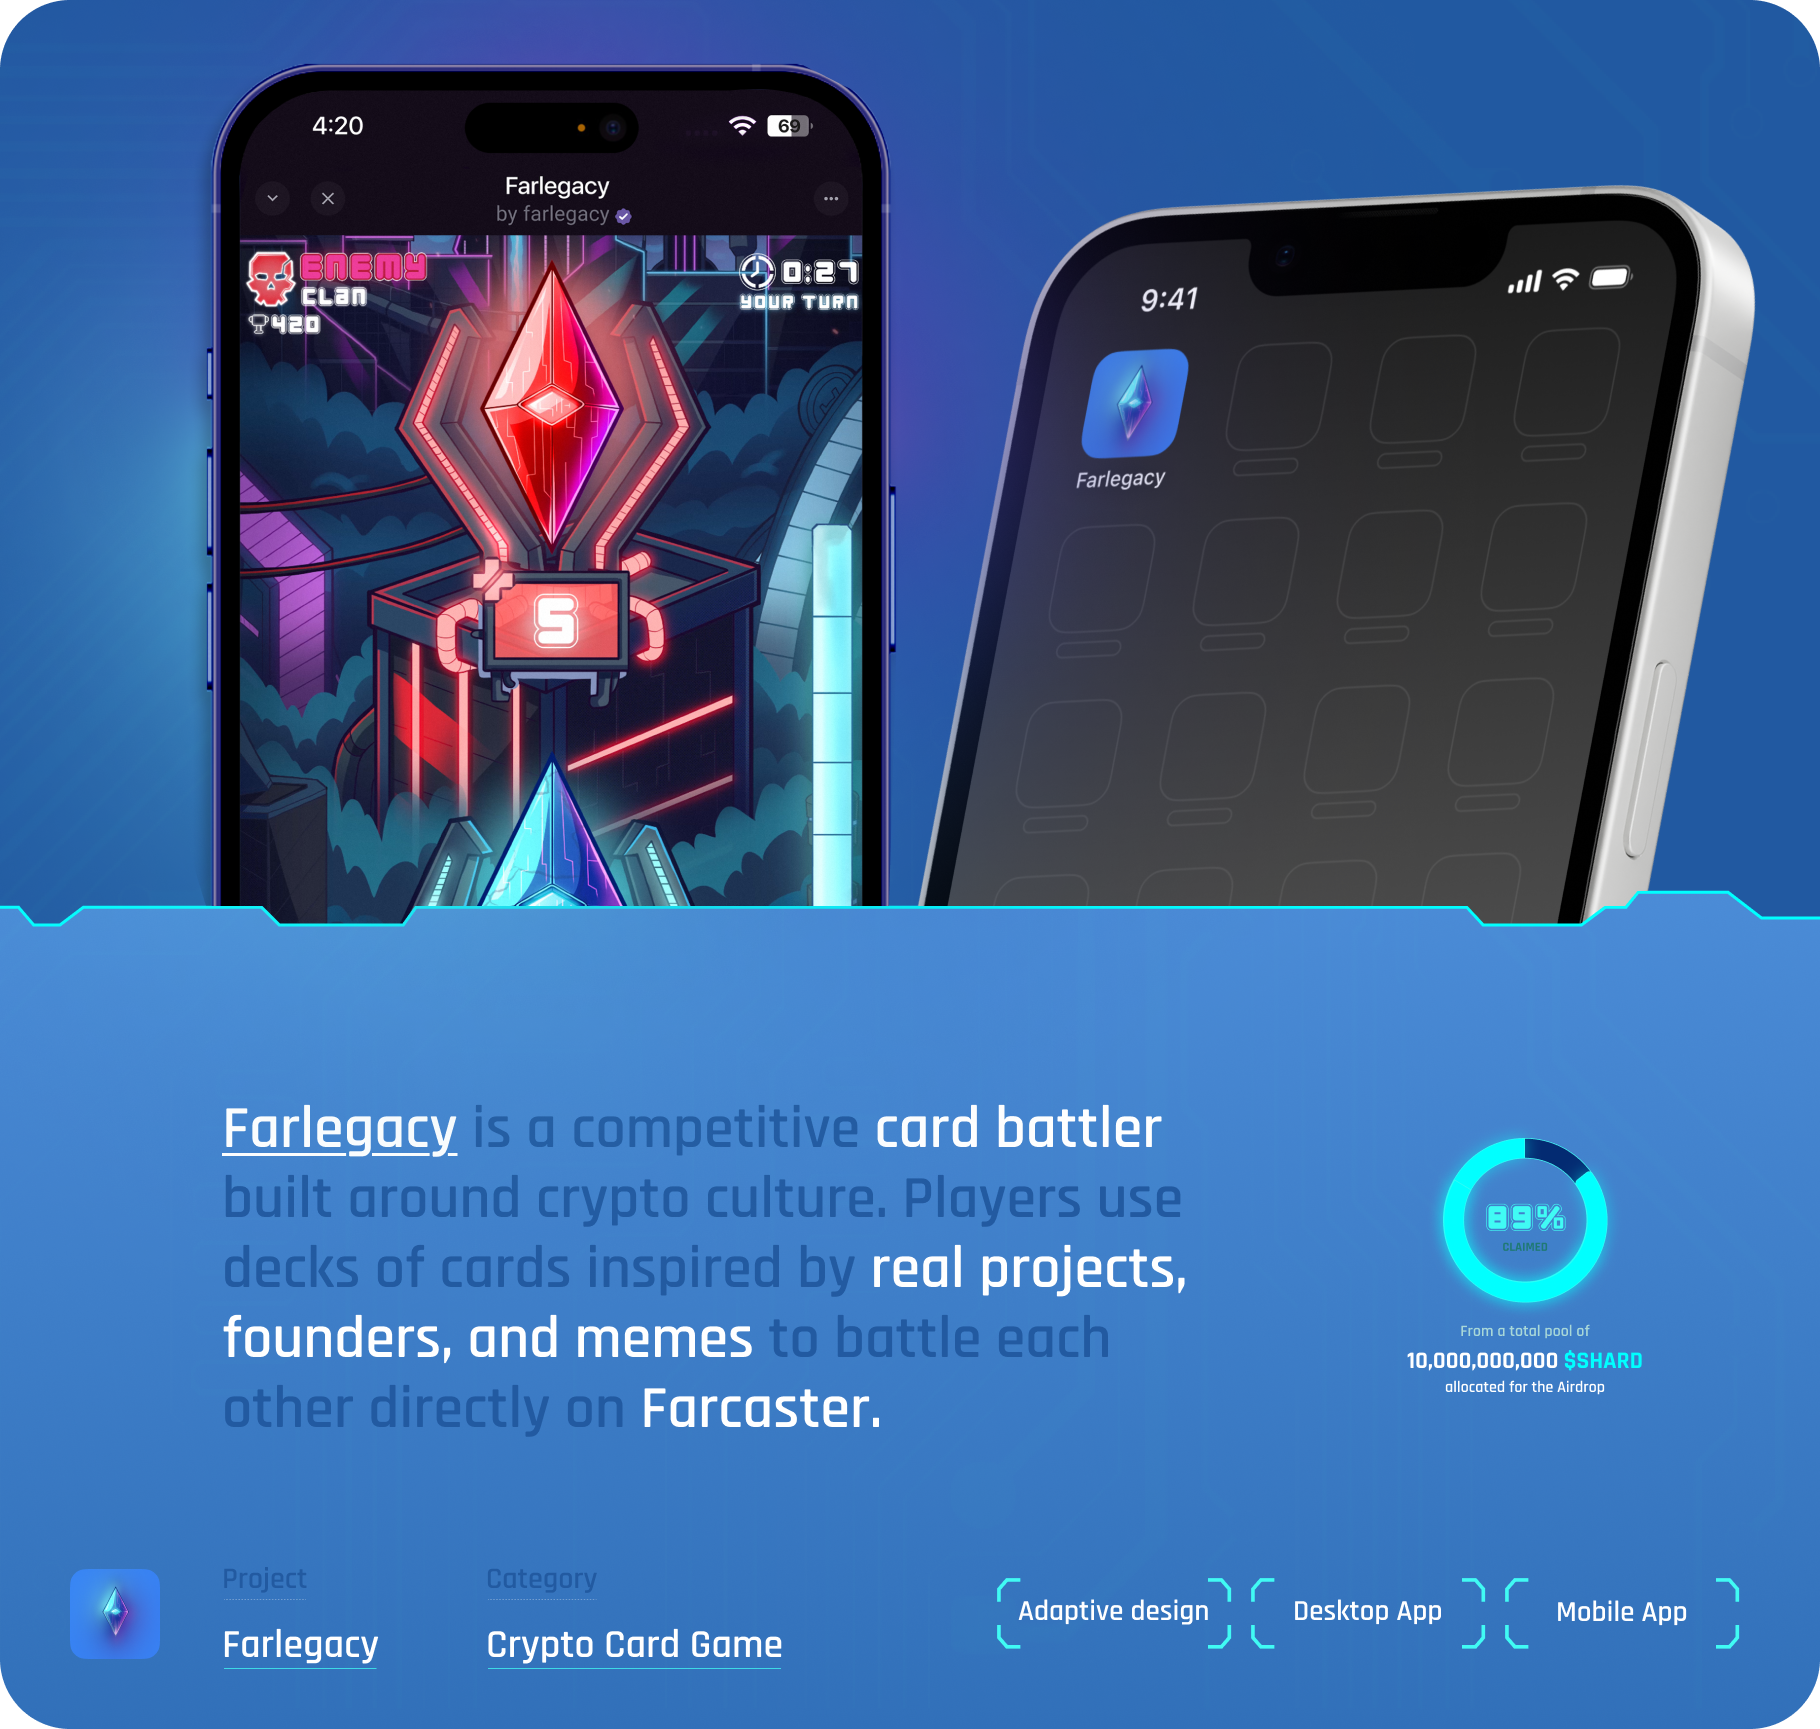 4:20
69
Farlegacy
by farlegacy
ENEMY
CLAN
420
0:27
YOUR TURN
5
9:41
Farlegacy
Farlegacy is a competitive card battler
built around crypto culture. Players use
decks of cards inspired by real projects,
founders, and memes to battle each
other directly on Farcaster.
89%
CLAIMED
From a total pool of
10,000,000,000 $SHARD
allocated for the Airdrop
Project
Farlegacy
Category
Crypto Card Game
Adaptive design
Desktop App
Mobile App